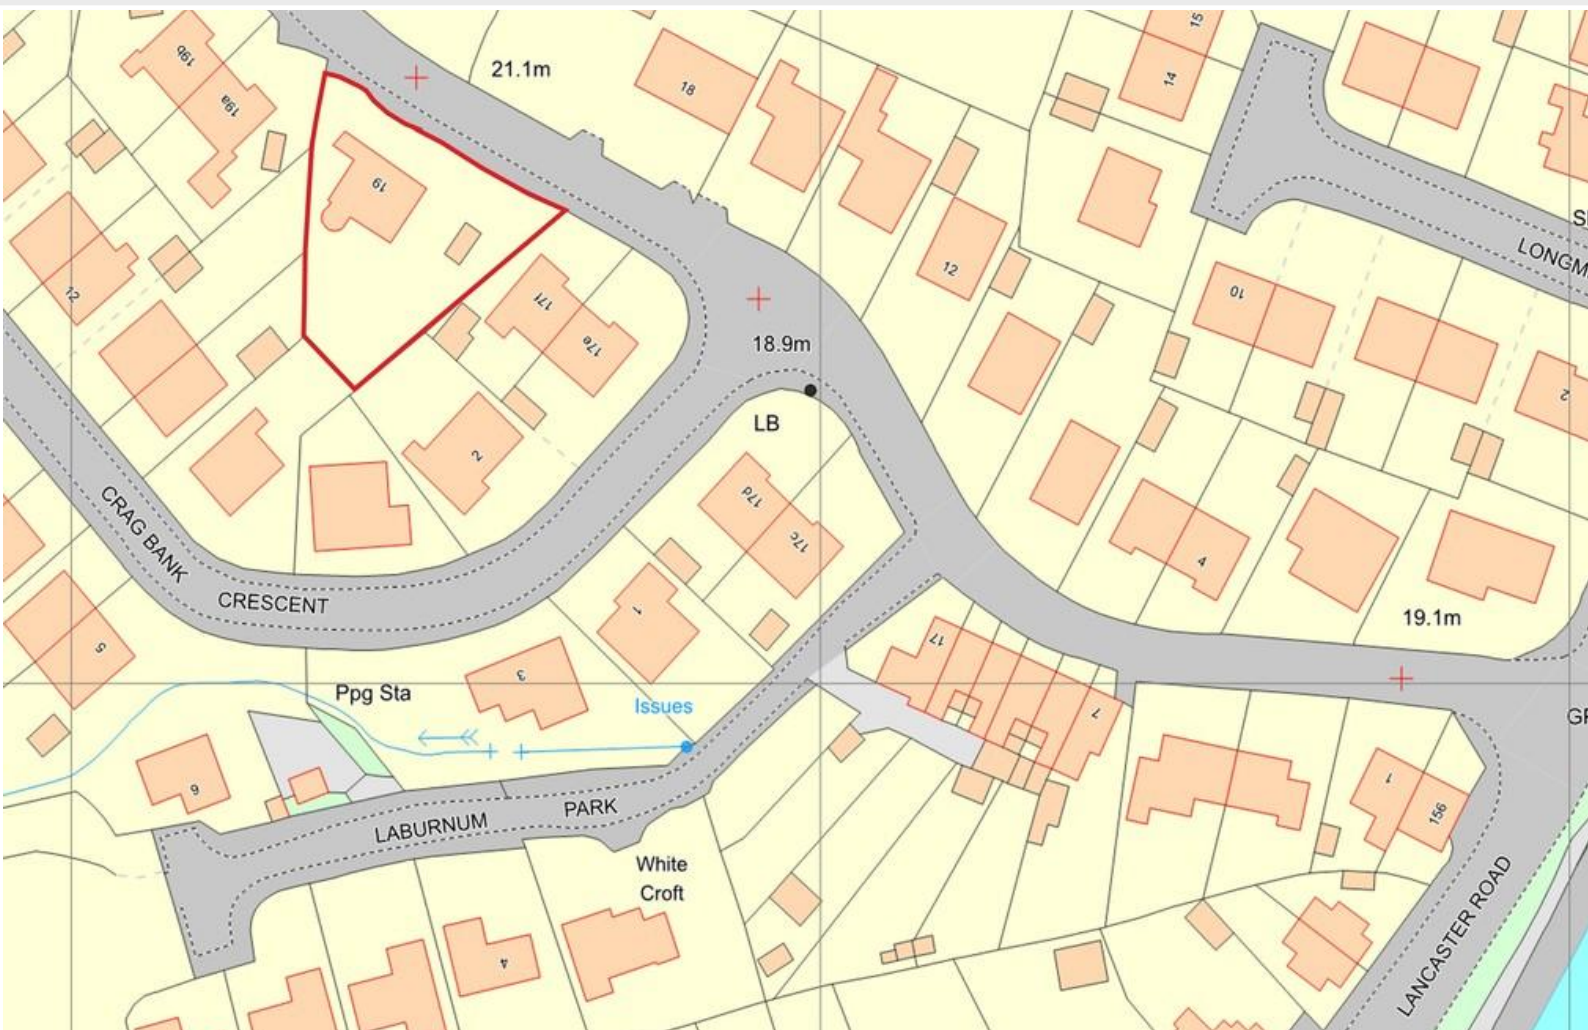 19b
19a
21.1m
18
15
14
19
12
12
10
LONGM
17f
17e
18.9m
LB
2
2
17d
17c
4
CRAG BANK
CRESCENT
1
19.1m
17
5
3
Ppg Sta
Issues
7
9
LABURNUM
PARK
White
Croft
1
156
4
LANCASTER ROAD